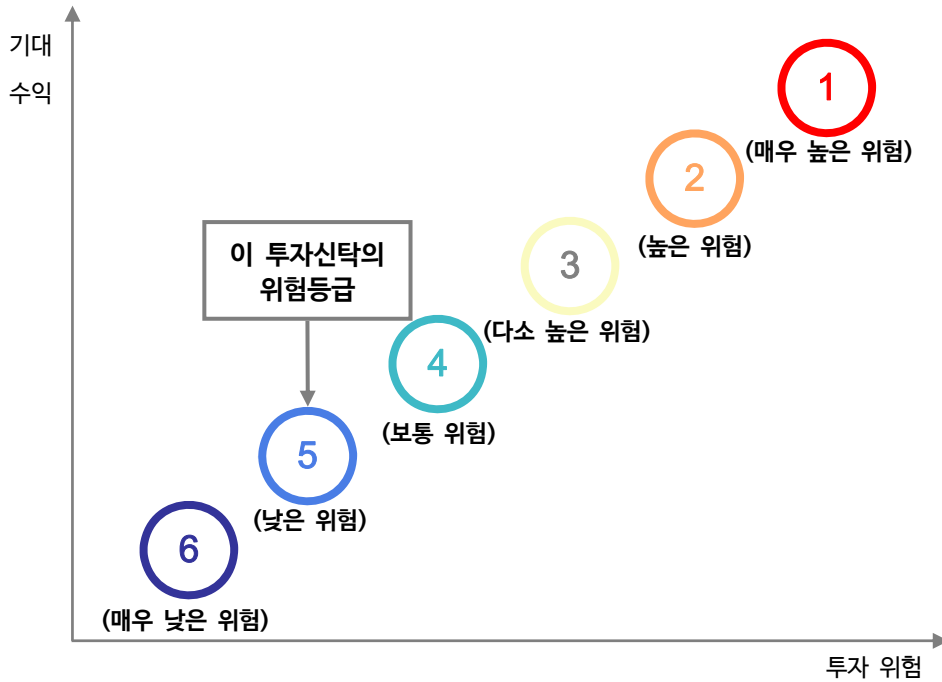 기대
수익
1
(매우 높은 위험)
2
(높은 위험)
이 투자신탁의
위험등급
3
(다소 높은 위험)
4
(보통 위험)
5
(낮은 위험)
6
(매우 낮은 위험)
투자 위험